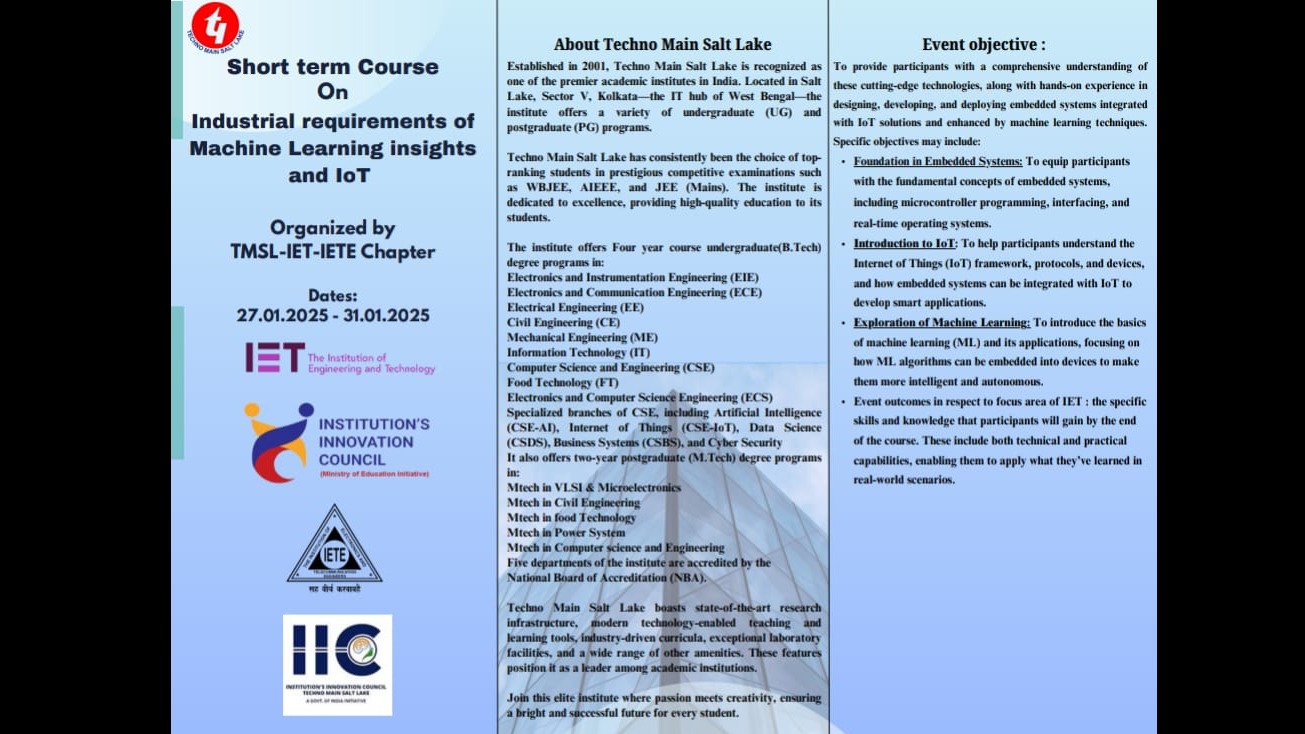 TECHNO MAIN SALT LAKE
Short term Course
On
Industrial requirements of
Machine Learning insights
and IoT
Organized by
TMSL-IET-IETE Chapter
Dates:
27.01.2025 - 31.01.2025
IET The Institution of
Engineering and Technology
INSTITUTION'S
INNOVATION
COUNCIL
(Ministry of Education Initiative)
IETE
सह वीर्यं करवावहै
IIC
INSTITUTION'S INNOVATION COUNCIL
TECHNO MAIN SALT LAKE
A GOVT. OF INDIA INITIATIVE
About Techno Main Salt Lake
Established in 2001, Techno Main Salt Lake is recognized as
one of the premier academic institutes in India. Located in Salt
Lake, Sector V, Kolkata—the IT hub of West Bengal—the
institute offers a variety of undergraduate (UG) and
postgraduate (PG) programs.
Techno Main Salt Lake has consistently been the choice of top-
ranking students in prestigious competitive examinations such
as WBJEE, AIEEE, and JEE (Mains). The institute is
dedicated to excellence, providing high-quality education to its
students.
The institute offers Four year course undergraduate(B.Tech)
degree programs in:
Electronics and Instrumentation Engineering (EIE)
Electronics and Communication Engineering (ECE)
Electrical Engineering (EE)
Civil Engineering (CE)
Mechanical Engineering (ME)
Information Technology (IT)
Computer Science and Engineering (CSE)
Food Technology (FT)
Electronics and Computer Science Engineering (ECS)
Specialized branches of CSE, including Artificial Intelligence
(CSE-AI), Internet of Things (CSE-IoT), Data Science
(CSDS), Business Systems (CSBS), and Cyber Security
It also offers two-year postgraduate (M.Tech) degree programs
in:
Mtech in VLSI & Microelectronics
Mtech in Civil Engineering
Mtech in food Technology
Mtech in Power System
Mtech in Computer science and Engineering
Five departments of the institute are accredited by the
National Board of Accreditation (NBA).
Techno Main Salt Lake boasts state-of-the-art research
infrastructure, modern technology-enabled teaching and
learning tools, industry-driven curricula, exceptional laboratory
facilities, and a wide range of other amenities. These features
position it as a leader among academic institutions.
Join this elite institute where passion meets creativity, ensuring
a bright and successful future for every student.
Event objective :
To provide participants with a comprehensive understanding of
these cutting-edge technologies, along with hands-on experience in
designing, developing, and deploying embedded systems integrated
with IoT solutions and enhanced by machine learning techniques.
Specific objectives may include:
• Foundation in Embedded Systems: To equip participants
with the fundamental concepts of embedded systems,
including microcontroller programming, interfacing, and
real-time operating systems.
• Introduction to IoT: To help participants understand the
Internet of Things (IoT) framework, protocols, and devices,
and how embedded systems can be integrated with IoT to
develop smart applications.
• Exploration of Machine Learning: To introduce the basics
of machine learning (ML) and its applications, focusing on
how ML algorithms can be embedded into devices to make
them more intelligent and autonomous.
• Event outcomes in respect to focus area of IET : the specific
skills and knowledge that participants will gain by the end
of the course. These include both technical and practical
capabilities, enabling them to apply what they've learned in
real-world scenarios.